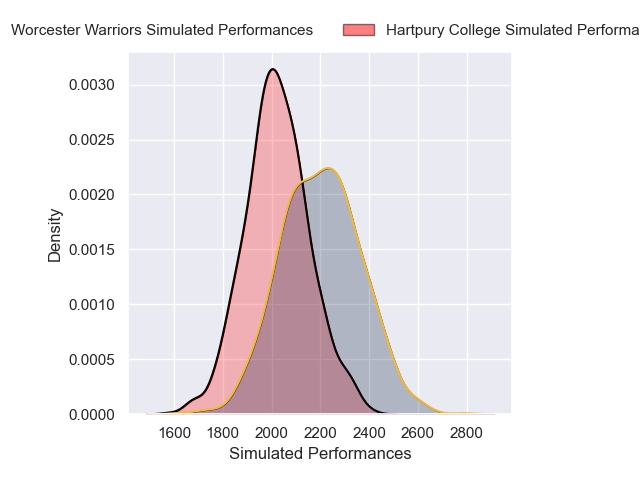 Worcester Warriors Simulated Performances
Hartpury College Simulated Performa
0.0030
0.0025
0.0020
0.0015
0.0010
0.0005
0.0000
Density
1600 1800 2000 2200 2400 2600 2800
Simulated Performances